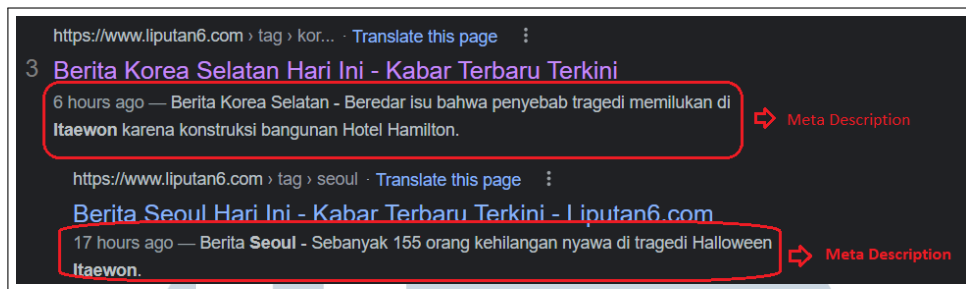 https://www.liputan6.com › tag › kor... · Translate this page
3 Berita Korea Selatan Hari Ini - Kabar Terbaru Terkini
6 hours ago — Berita Korea Selatan - Beredar isu bahwa penyebab tragedi memilukan di
Itaewon karena konstruksi bangunan Hotel Hamilton.
Meta Description
https://www.liputan6.com › tag › seoul · Translate this page
Berita Seoul Hari Ini - Kabar Terbaru Terkini - Liputan6.com
17 hours ago — Berita Seoul - Sebanyak 155 orang kehilangan nyawa di tragedi Halloween
Itaewon.
Meta Description